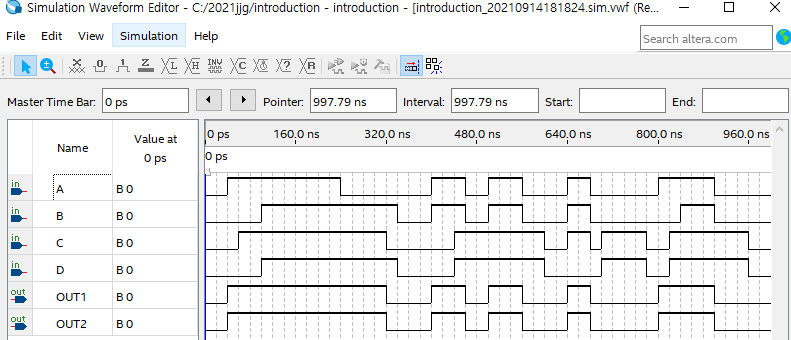 Simulation Waveform Editor - C:/2021jjg/introduction - introduction - [introduction_20210914181824.sim.vwf (Re...
File Edit View Simulation Help
Search altera.com
Master Time Bar: 0 ps Pointer: 997.79 ns Interval: 997.79 ns Start: End:
Name Value at 0 ps
0 ps 160.0 ns 320.0 ns 480.0 ns 640.0 ns 800.0 ns 960.0 ns
0 ps
in A B 0
in B B 0
in C B 0
in D B 0
out OUT1 B 0
out OUT2 B 0